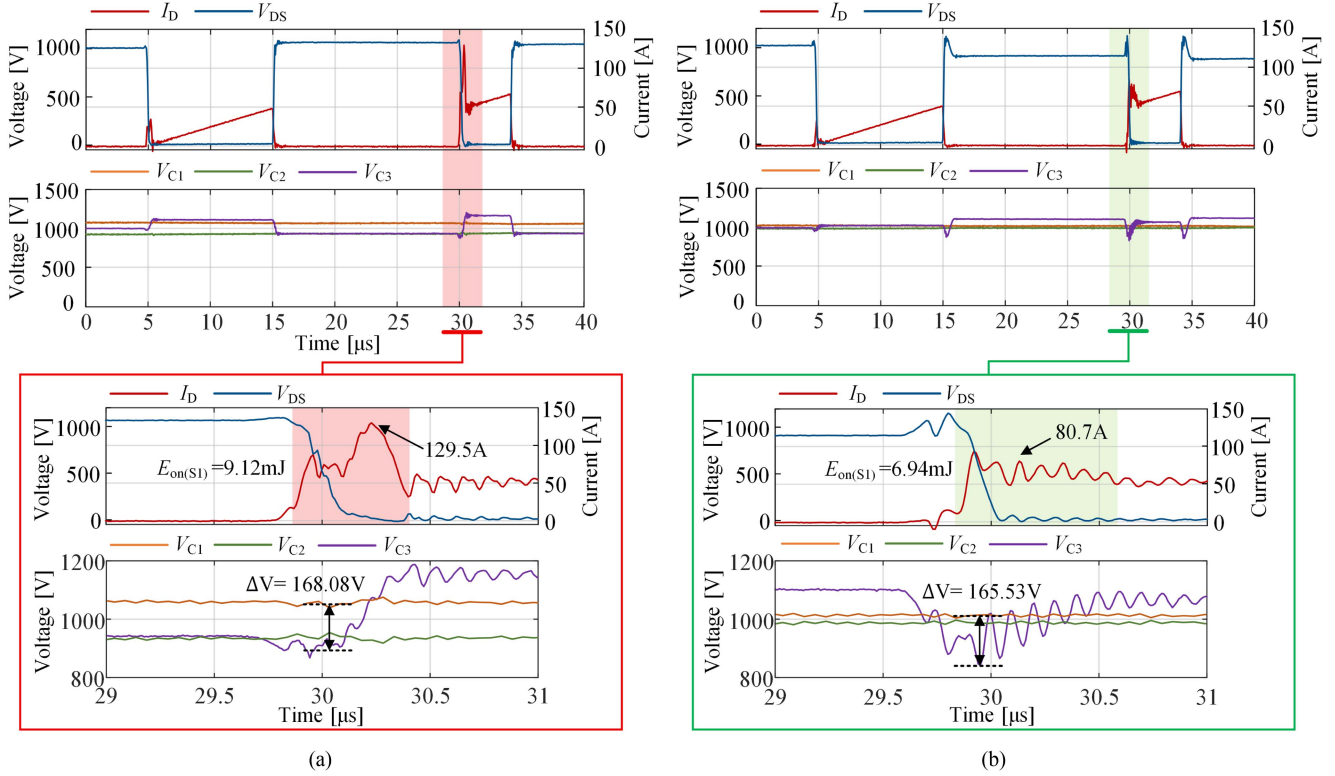 I_D V_DS
Voltage [V]
1000
500
0
150
100
50
0
Current [A]
V_C1 V_C2 V_C3
Voltage [V]
1500
1000
500
0
0 5 10 15 20 25 30 35 40
Time [μs]
I_D V_DS
Voltage [V]
1000
500
0
150
100
50
0
Current [A]
129.5A
E_on(S1) =9.12mJ
V_C1 V_C2 V_C3
Voltage [V]
1200
1000
800
ΔV= 168.08V
29 29.5 30 30.5 31
Time [μs]
(a)
I_D V_DS
Voltage [V]
1000
500
0
150
100
50
0
Current [A]
V_C1 V_C2 V_C3
Voltage [V]
1500
1000
500
0
0 5 10 15 20 25 30 35 40
Time [μs]
I_D V_DS
Voltage [V]
1000
500
0
150
100
50
0
Current [A]
80.7A
E_on(S1) =6.94mJ
V_C1 V_C2 V_C3
Voltage [V]
1200
1000
800
ΔV= 165.53V
29 29.5 30 30.5 31
Time [μs]
(b)